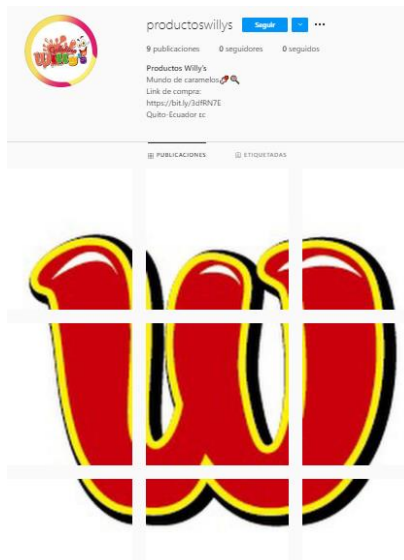 productoswillys Seguir
9 publicaciones 0 seguidores 0 seguidos
Productos Willy's
Mundo de caramelos
Link de compra:
https://bit.ly/3dfRN7E
Quito-Ecuador ec
PUBLICACIONES ETIQUETADAS
W